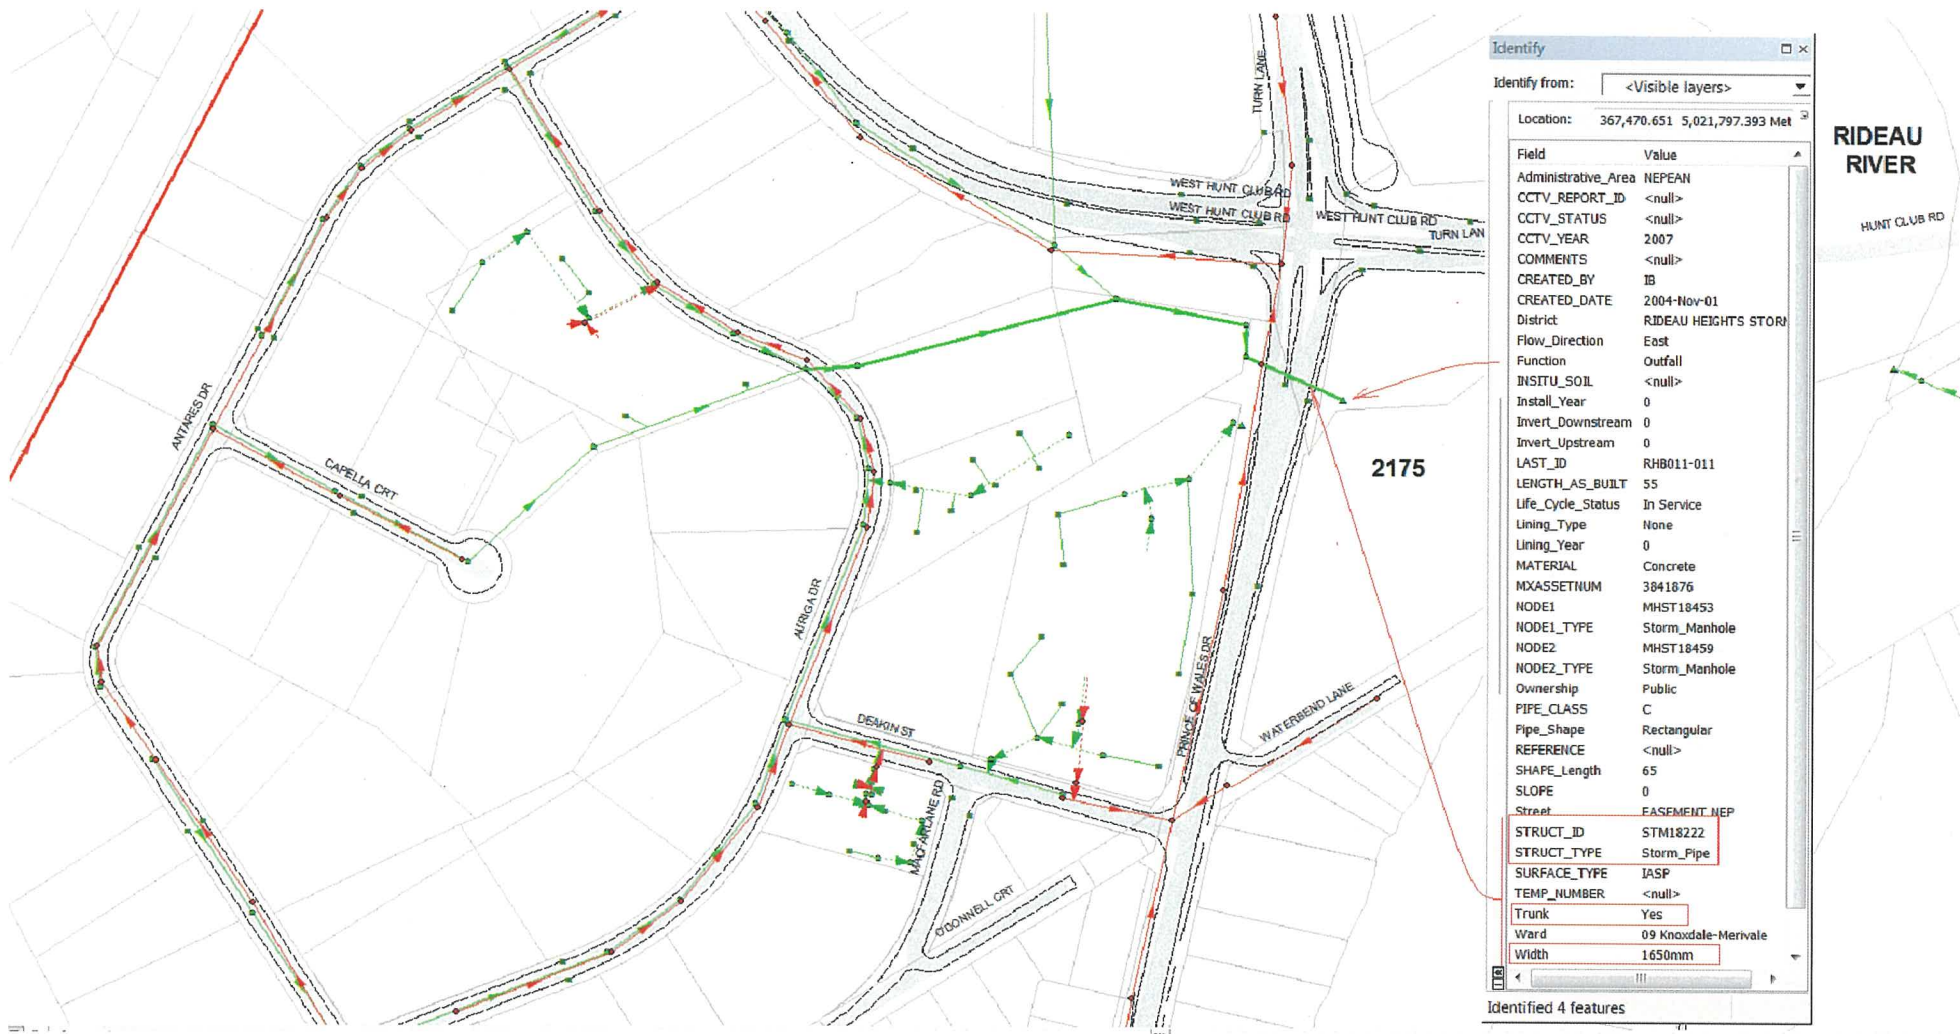 TURN LANE
WEST HUNT CLUB RD
WEST HUNT CLUB RD
WEST HUNT CLUB RD
TURN LAN
ANTARES DR
CAPELLA CRT
AURIGA DR
DEAKIN ST
MACFARLANE RD
O'DONNELL CRT
PRINCE OF WALES DR
WATERBEND LANE
2175
Identify
Identify from: <Visible layers>
Location: 367,470.651 5,021,797.393 Met
Field Value
Administrative_Area NEPEAN
CCTV_REPORT_ID <null>
CCTV_STATUS <null>
CCTV_YEAR 2007
COMMENTS <null>
CREATED_BY IB
CREATED_DATE 2004-Nov-01
District RIDEAU HEIGHTS STORM
Flow_Direction East
Function Outfall
INSITU_SOIL <null>
Install_Year 0
Invert_Downstream 0
Invert_Upstream 0
LAST_ID RHB011-011
LENGTH_AS_BUILT 55
Life_Cycle_Status In Service
Lining_Type None
Lining_Year 0
MATERIAL Concrete
MXASSETNUM 3841876
NODE1 MHST18453
NODE1_TYPE Storm_Manhole
NODE2 MHST18459
NODE2_TYPE Storm_Manhole
Ownership Public
PIPE_CLASS C
Pipe_Shape Rectangular
REFERENCE <null>
SHAPE_Length 65
SLOPE 0
Street EASEMENT NEP
STRUCT_ID STM18222
STRUCT_TYPE Storm_Pipe
SURFACE_TYPE IASP
TEMP_NUMBER <null>
Trunk Yes
Ward 09 Knoxdale-Merivale
Width 1650mm
Identified 4 features
RIDEAU
RIVER
HUNT CLUB RD